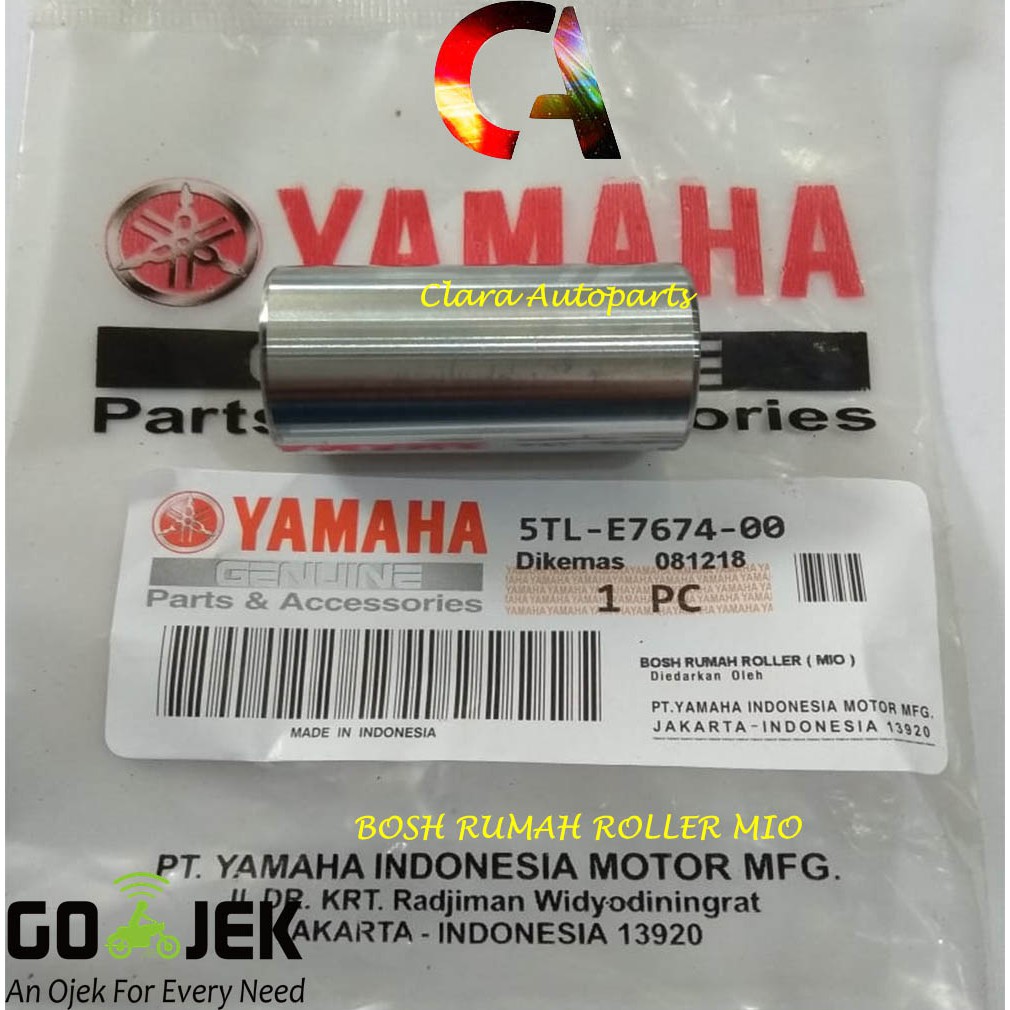 CA
YAMAHA
Clara Autoparts
Parts
ories
YAMAHA
GENUINE
Parts & Accessories
5TL-E7674-00
Dikemas 081218
1 PC
BOSH RUMAH ROLLER ( MIO )
Diedarkan Oleh
PT.YAMAHA INDONESIA MOTOR MFG.
JAKARTA-INDONESIA 13920
MADE IN INDONESIA
BOSH RUMAH ROLLER MIO
PT. YAMAHA INDONESIA MOTOR MFG.
Jl. DR. KRT. Radjiman Widyodiningrat
JAKARTA - INDONESIA 13920
GO-JEK
An Ojek For Every Need